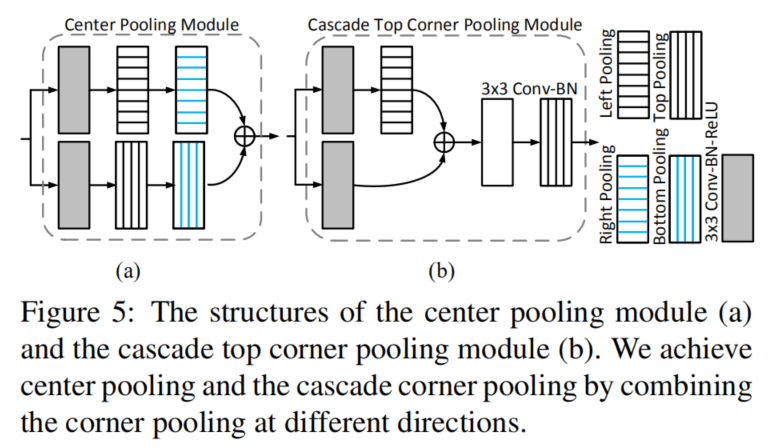 Center Pooling Module
Cascade Top Corner Pooling Module
3x3 Conv-BN
Left Pooling
Top Pooling
Right Pooling
Bottom Pooling
3x3 Conv-BN-ReLU
(a)
(b)
Figure 5: The structures of the center pooling module (a)
and the cascade top corner pooling module (b). We achieve
center pooling and the cascade corner pooling by combining
the corner pooling at different directions.